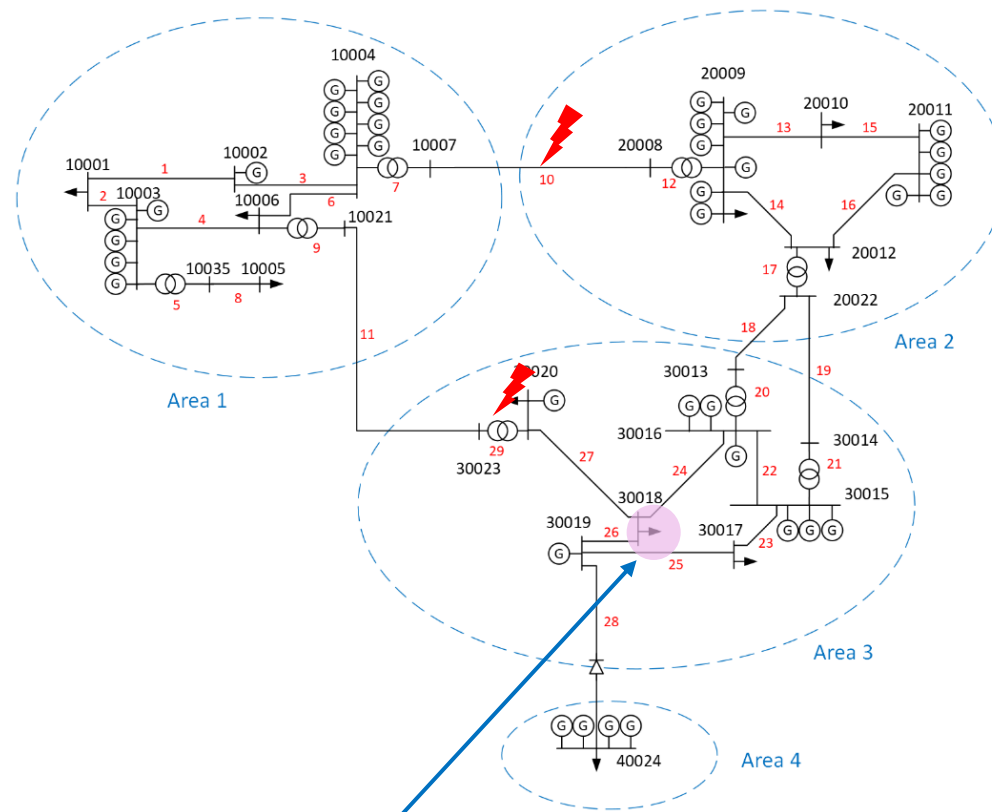 10004
G
G
G
G
G
G
G
10007
7
10001
1
10002
G
3
6
2
10003
G
G
G
G
G
4
10006
9
10021
10035
10005
5
8
11
Area 1
10
20009
G
G
G
G
G
G
G
20008
12
13
20010
15
20011
G
G
G
G
G
14
16
20012
17
20022
18
19
Area 2
G
29
30023
27
30013
20
G
G
30016
G
24
22
30014
21
30015
G
G
G
30018
30019
26
G
25
30017
23
28
Area 3
G
G
G
G
40024
Area 4